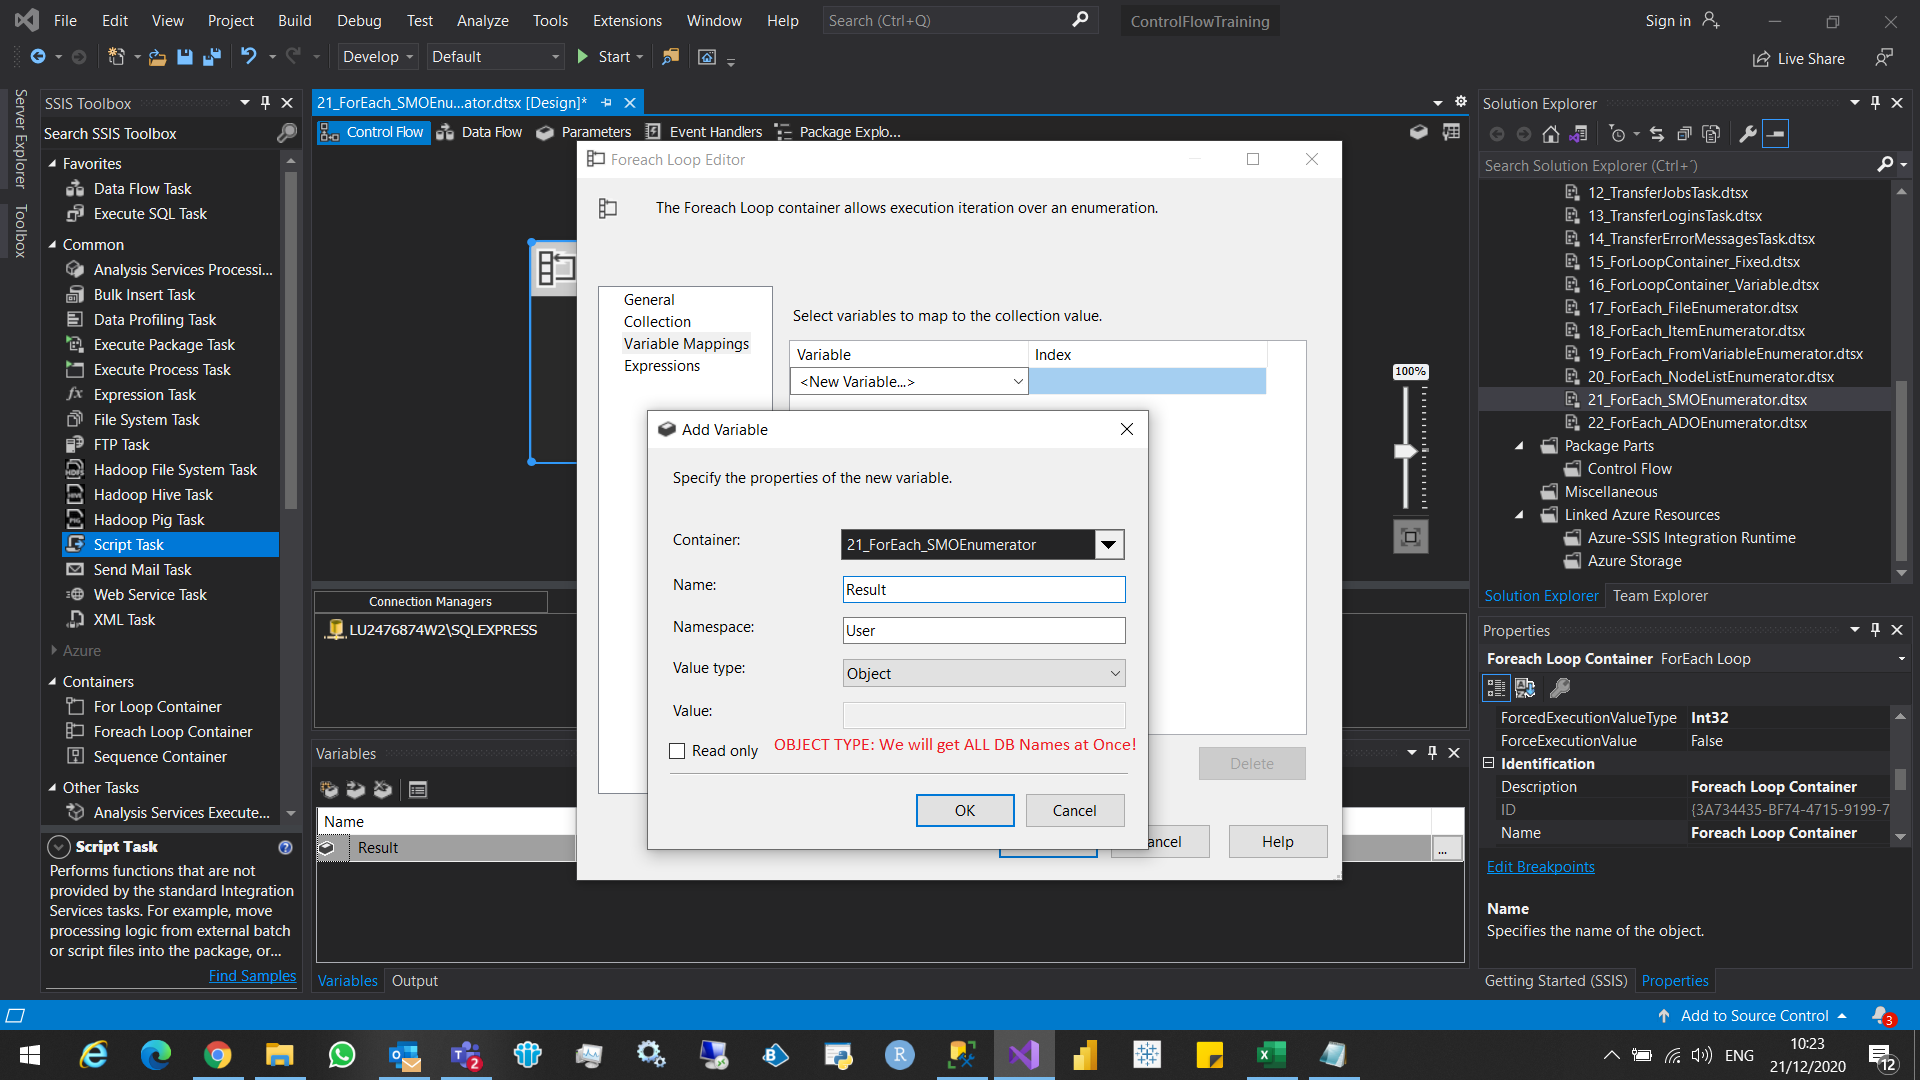 File Edit View Project Build Debug Test Analyze Tools Extensions Window Help Search (Ctrl+Q) ControlFlowTraining Sign in
Develop Default Start Live Share
Server Explorer
Toolbox
SSIS Toolbox
Search SSIS Toolbox
Favorites
Data Flow Task
Execute SQL Task
Common
Analysis Services Processi...
Bulk Insert Task
Data Profiling Task
Execute Package Task
Execute Process Task
Expression Task
File System Task
FTP Task
Hadoop File System Task
Hadoop Hive Task
Hadoop Pig Task
Script Task
Send Mail Task
Web Service Task
XML Task
Azure
Containers
For Loop Container
Foreach Loop Container
Sequence Container
Other Tasks
Analysis Services Execute...
Script Task
Performs functions that are not
provided by the standard Integration
Services tasks. For example, move
processing logic from external batch
or script files into the package, or...
Find Samples
21_ForEach_SMOEnu...ator.dtsx [Design]*
Control Flow Data Flow Parameters Event Handlers Package Explo...
100%
Connection Managers
LU2476874W2\SQLEXPRESS
Variables
Name
Result
...
Variables Output
Foreach Loop Editor
The Foreach Loop container allows execution iteration over an enumeration.
General
Collection
Variable Mappings
Expressions
Select variables to map to the collection value.
Variable Index
<New Variable...>
Delete
ancel Help
Add Variable
Specify the properties of the new variable.
Container: 21_ForEach_SMOEnumerator
Name: Result
Namespace: User
Value type: Object
Value:
Read only OBJECT TYPE: We will get ALL DB Names at Once!
OK Cancel
Solution Explorer
Search Solution Explorer (Ctrl+´)
12_TransferJobsTask.dtsx
13_TransferLoginsTask.dtsx
14_TransferErrorMessagesTask.dtsx
15_ForLoopContainer_Fixed.dtsx
16_ForLoopContainer_Variable.dtsx
17_ForEach_FileEnumerator.dtsx
18_ForEach_ItemEnumerator.dtsx
19_ForEach_FromVariableEnumerator.dtsx
20_ForEach_NodeListEnumerator.dtsx
21_ForEach_SMOEnumerator.dtsx
22_ForEach_ADOEnumerator.dtsx
Package Parts
Control Flow
Miscellaneous
Linked Azure Resources
Azure-SSIS Integration Runtime
Azure Storage
Solution Explorer Team Explorer
Properties
Foreach Loop Container ForEach Loop
ForcedExecutionValueType Int32
ForceExecutionValue False
Identification
Description Foreach Loop Container
ID {3A734435-BF74-4715-9199-7
Name Foreach Loop Container
Edit Breakpoints
Name
Specifies the name of the object.
Getting Started (SSIS) Properties
Add to Source Control 3
2
ENG
10:23
21/12/2020
12